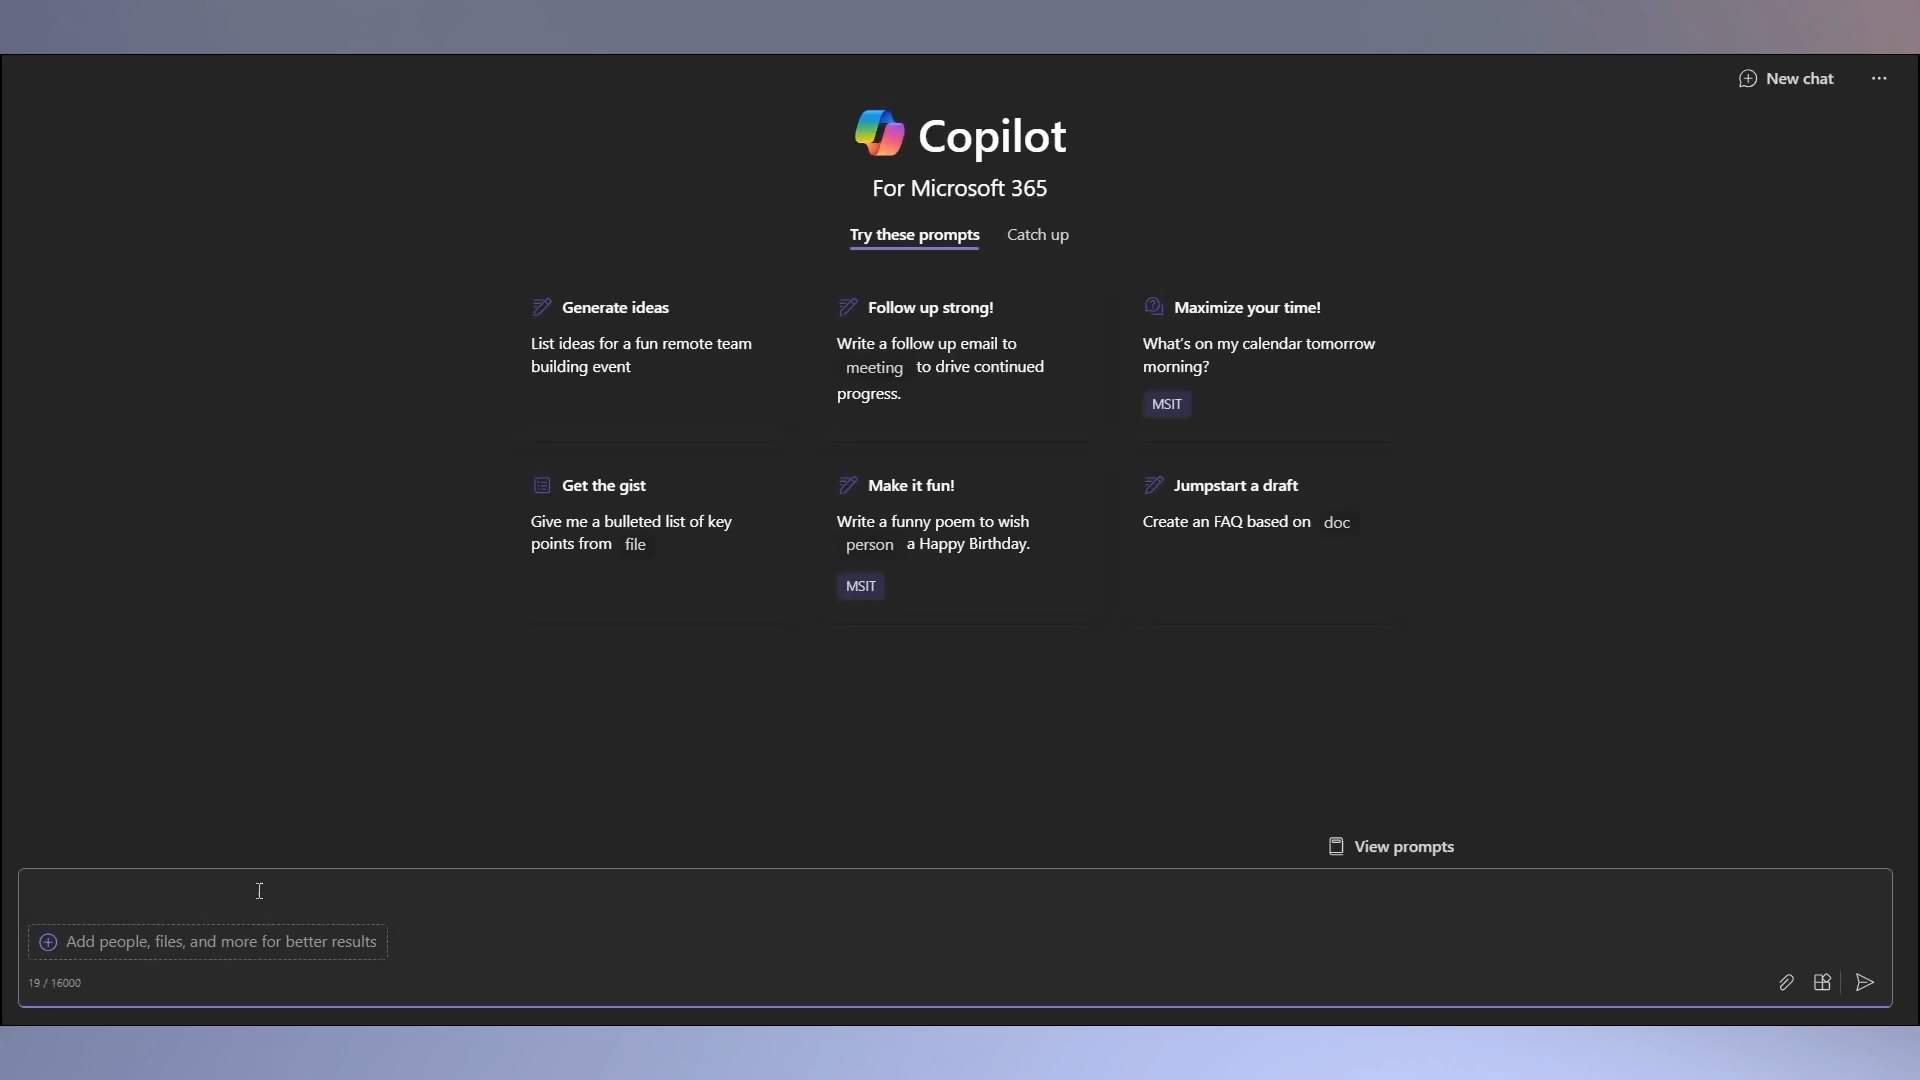 New chat
Copilot
For Microsoft 365
Try these prompts
Catch up
Generate ideas
List ideas for a fun remote team
building event
Follow up strong!
Write a follow up email to
meeting to drive continued
progress.
Maximize your time!
What's on my calendar tomorrow
morning?
MSIT
Get the gist
Give me a bulleted list of key
points from file
Make it fun!
Write a funny poem to wish
person a Happy Birthday.
MSIT
Jumpstart a draft
Create an FAQ based on doc
View prompts
Add people, files, and more for better results
19 / 16000